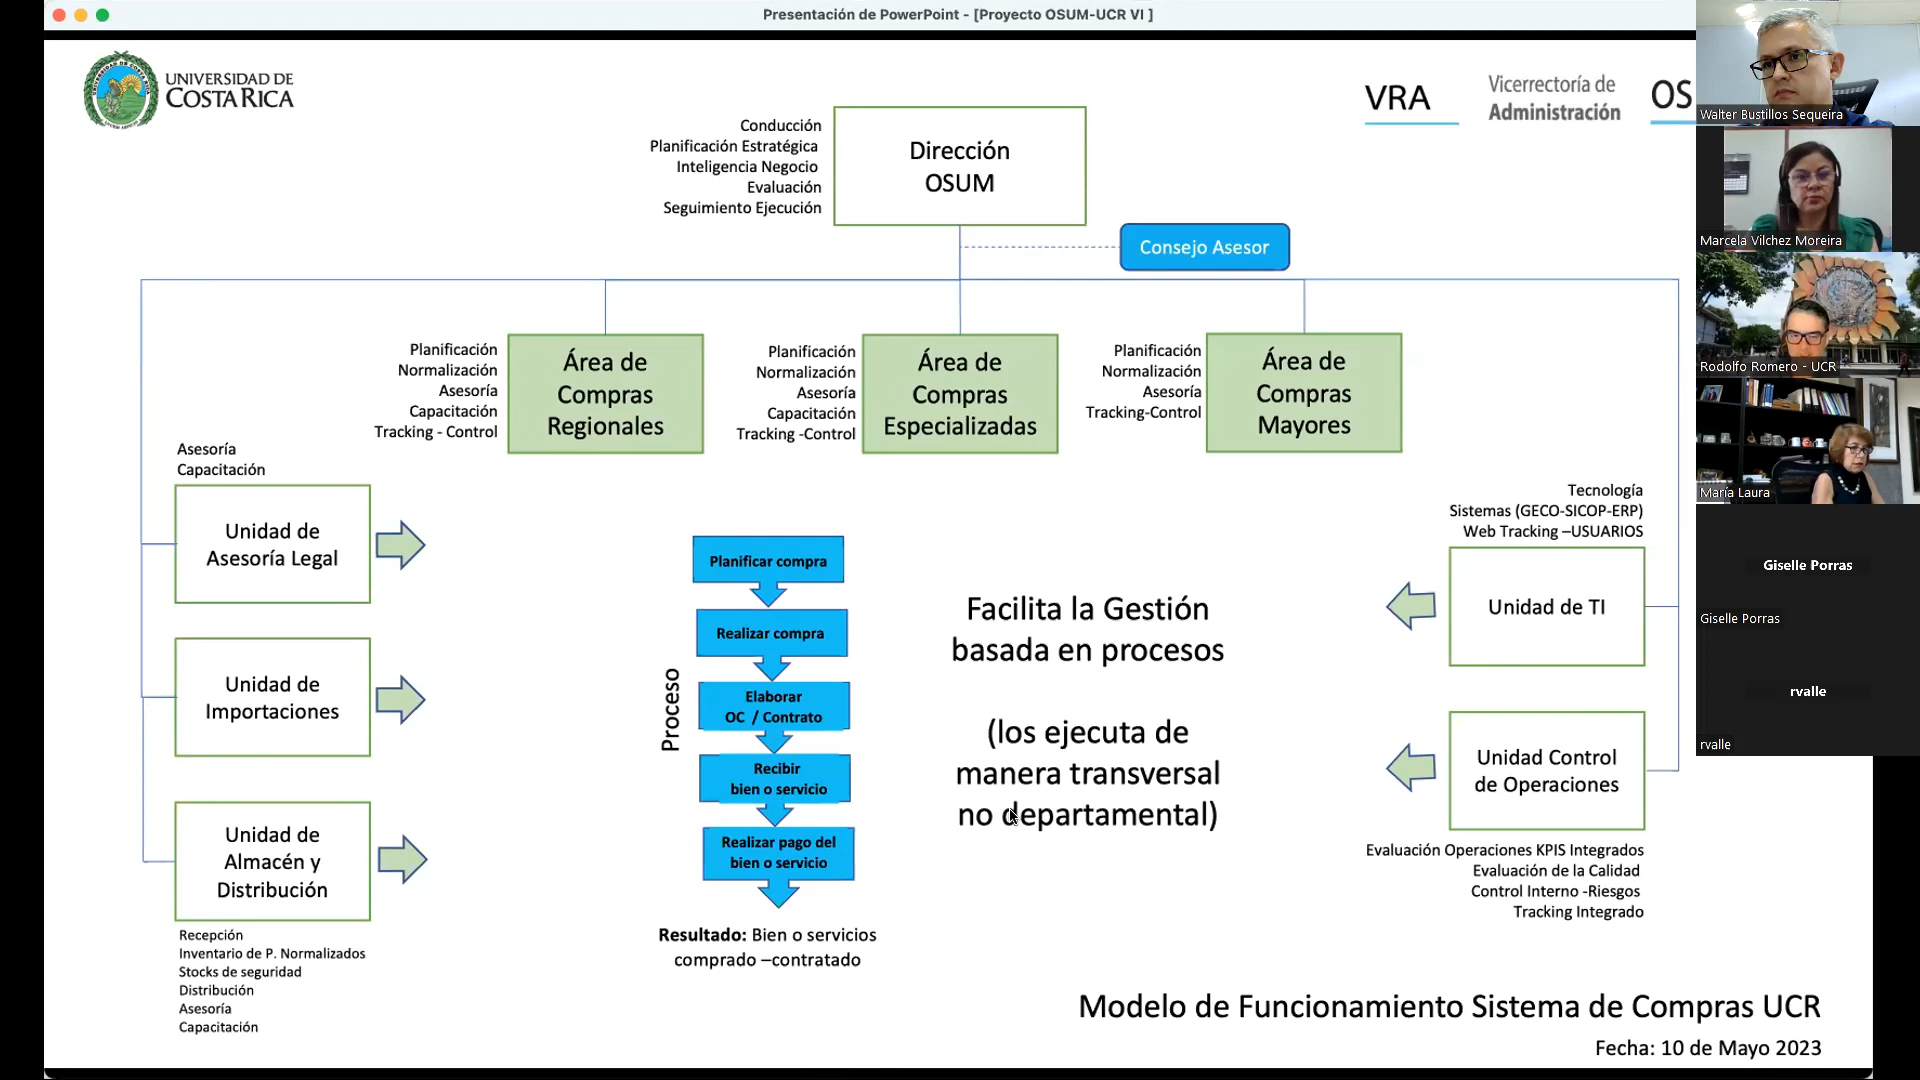 Presentación de PowerPoint - [Proyecto OSUM-UCR VI ]
UNIVERSIDAD DE
COSTA RICA
VRA
Vicerrectoría de
Administración
OS
Conducción
Planificación Estratégica
Inteligencia Negocio
Evaluación
Seguimiento Ejecución
Dirección
OSUM
Consejo Asesor
Planificación
Normalización
Asesoría
Capacitación
Tracking - Control
Área de
Compras
Regionales
Planificación
Normalización
Asesoría
Capacitación
Tracking -Control
Área de
Compras
Especializadas
Planificación
Normalización
Asesoría
Tracking-Control
Área de
Compras
Mayores
Asesoría
Capacitación
Unidad de
Asesoría Legal
Unidad de
Importaciones
Unidad de
Almacén y
Distribución
Recepción
Inventario de P. Normalizados
Stocks de seguridad
Distribución
Asesoría
Capacitación
Proceso
Planificar compra
Realizar compra
Elaborar
OC / Contrato
Recibir
bien o servicio
Realizar pago del
bien o servicio
Resultado: Bien o servicios
comprado –contratado
Facilita la Gestión
basada en procesos
(los ejecuta de
manera transversal
no departamental)
Tecnología
Sistemas (GECO-SICOP-ERP)
Web Tracking –USUARIOS
Unidad de TI
Unidad Control
de Operaciones
Evaluación Operaciones KPIS Integrados
Evaluación de la Calidad
Control Interno -Riesgos
Tracking Integrado
Modelo de Funcionamiento Sistema de Compras UCR
Fecha: 10 de Mayo 2023
Walter Bustillos Sequeira
Marcela Vilchez Moreira
Rodolfo Romero - UCR
María Laura
Giselle Porras
Giselle Porras
rvalle
rvalle